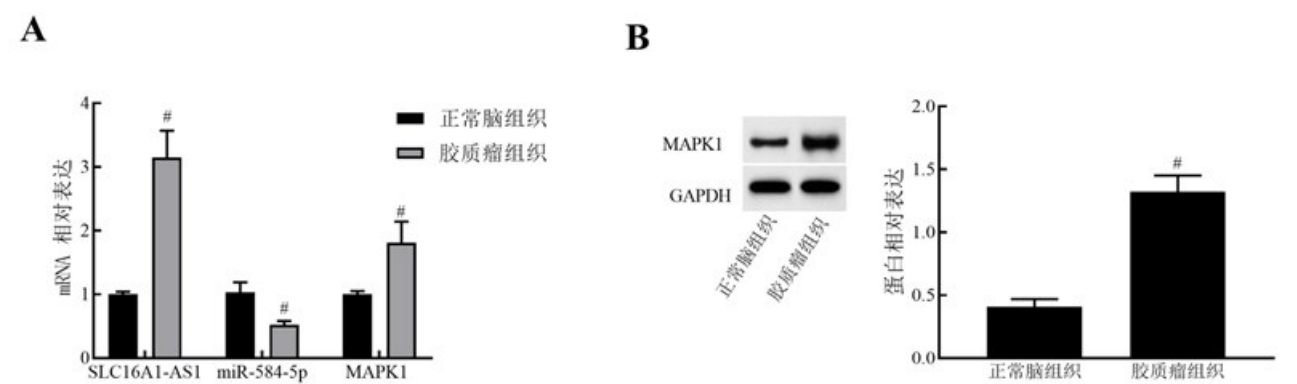 A
mRNA 相对表达
4
3
2
1
0
#
#
#
正常脑组织
胶质瘤组织
SLC16A1-AS1 miR-584-5p MAPK1
B
MAPK1
GAPDH
正常脑组织
胶质瘤组织
蛋白相对表达
2.0
1.5
1.0
0.5
0.0
#
正常脑组织 胶质瘤组织